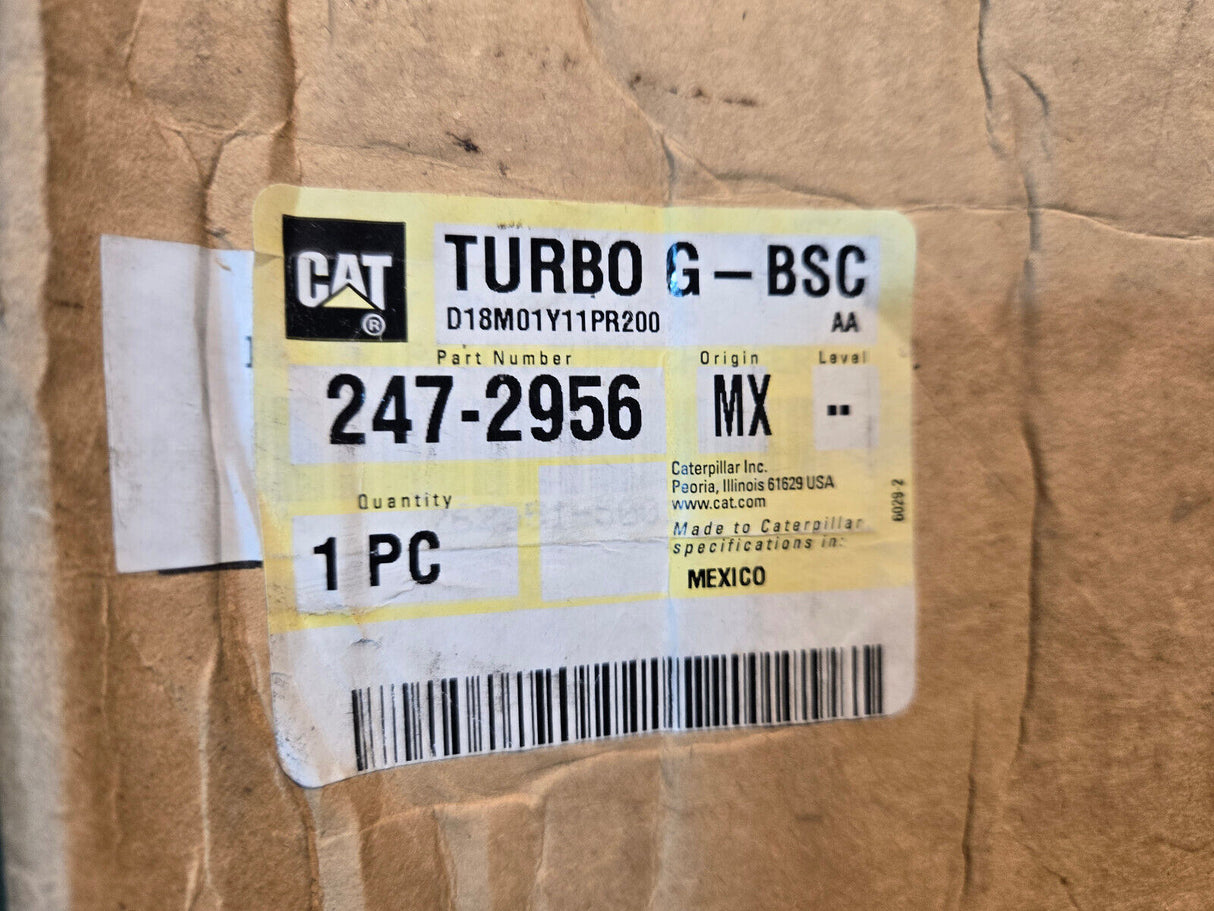 CAT
®
TURBO G-BSC
D18M01Y11PR200 AA
Part Number Origin Level
247-2956 MX --
Caterpillar Inc.
Peoria, Illinois 61629 USA
www.cat.com
Quantity
1 PC
Made to Caterpillar
specifications in:
MEXICO
6029-2